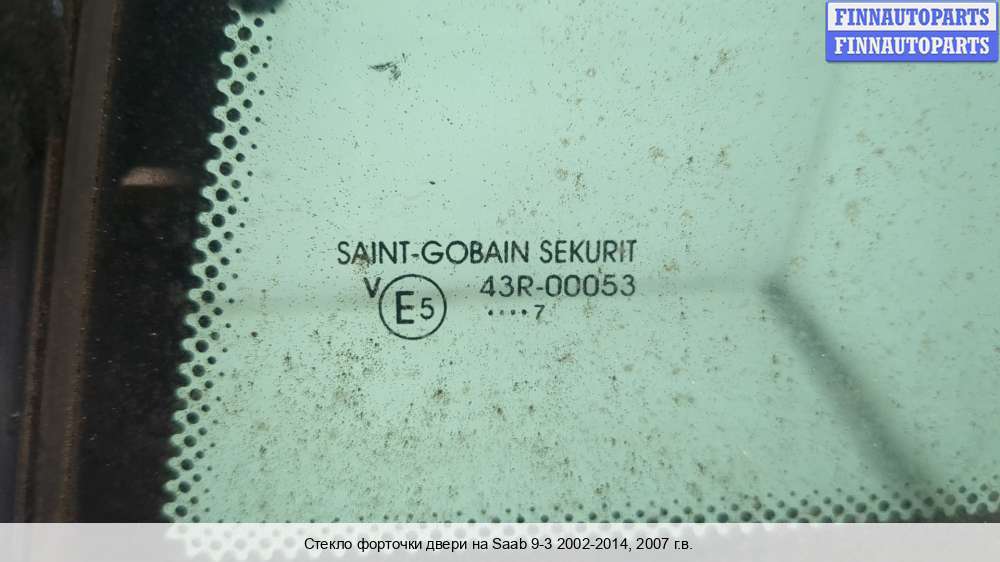 FINNAUTOPARTS
FINNAUTOPARTS
SAINT-GOBAIN SEKURIT
V
E5
43R-00053
....7
Стекло форточки двери на Saab 9-3 2002-2014, 2007 г.в.